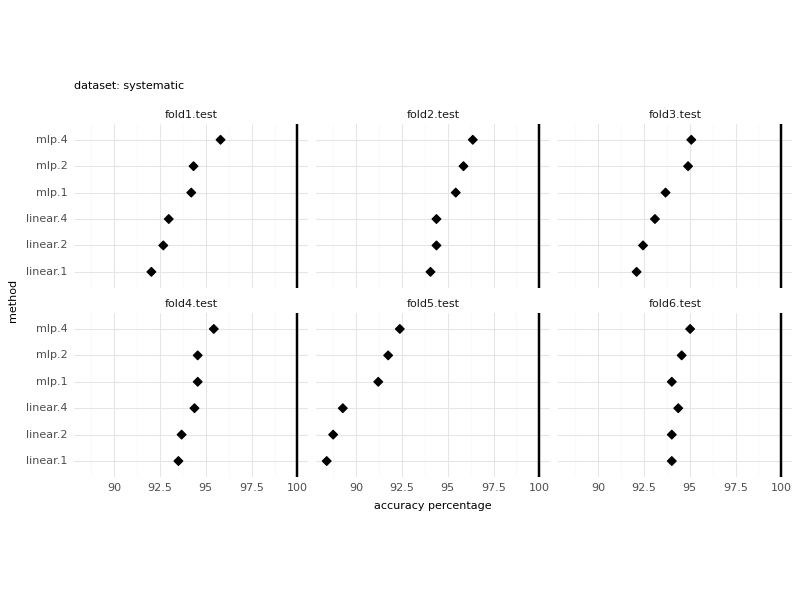 dataset: systematic
fold1.test fold2.test fold3.test
mlp.4
mlp.2
mlp.1
linear.4
linear.2
linear.1
method
fold4.test fold5.test fold6.test
mlp.4
mlp.2
mlp.1
linear.4
linear.2
linear.1
90 92.5 95 97.5 100 90 92.5 95 97.5 100 90 92.5 95 97.5 100
accuracy percentage